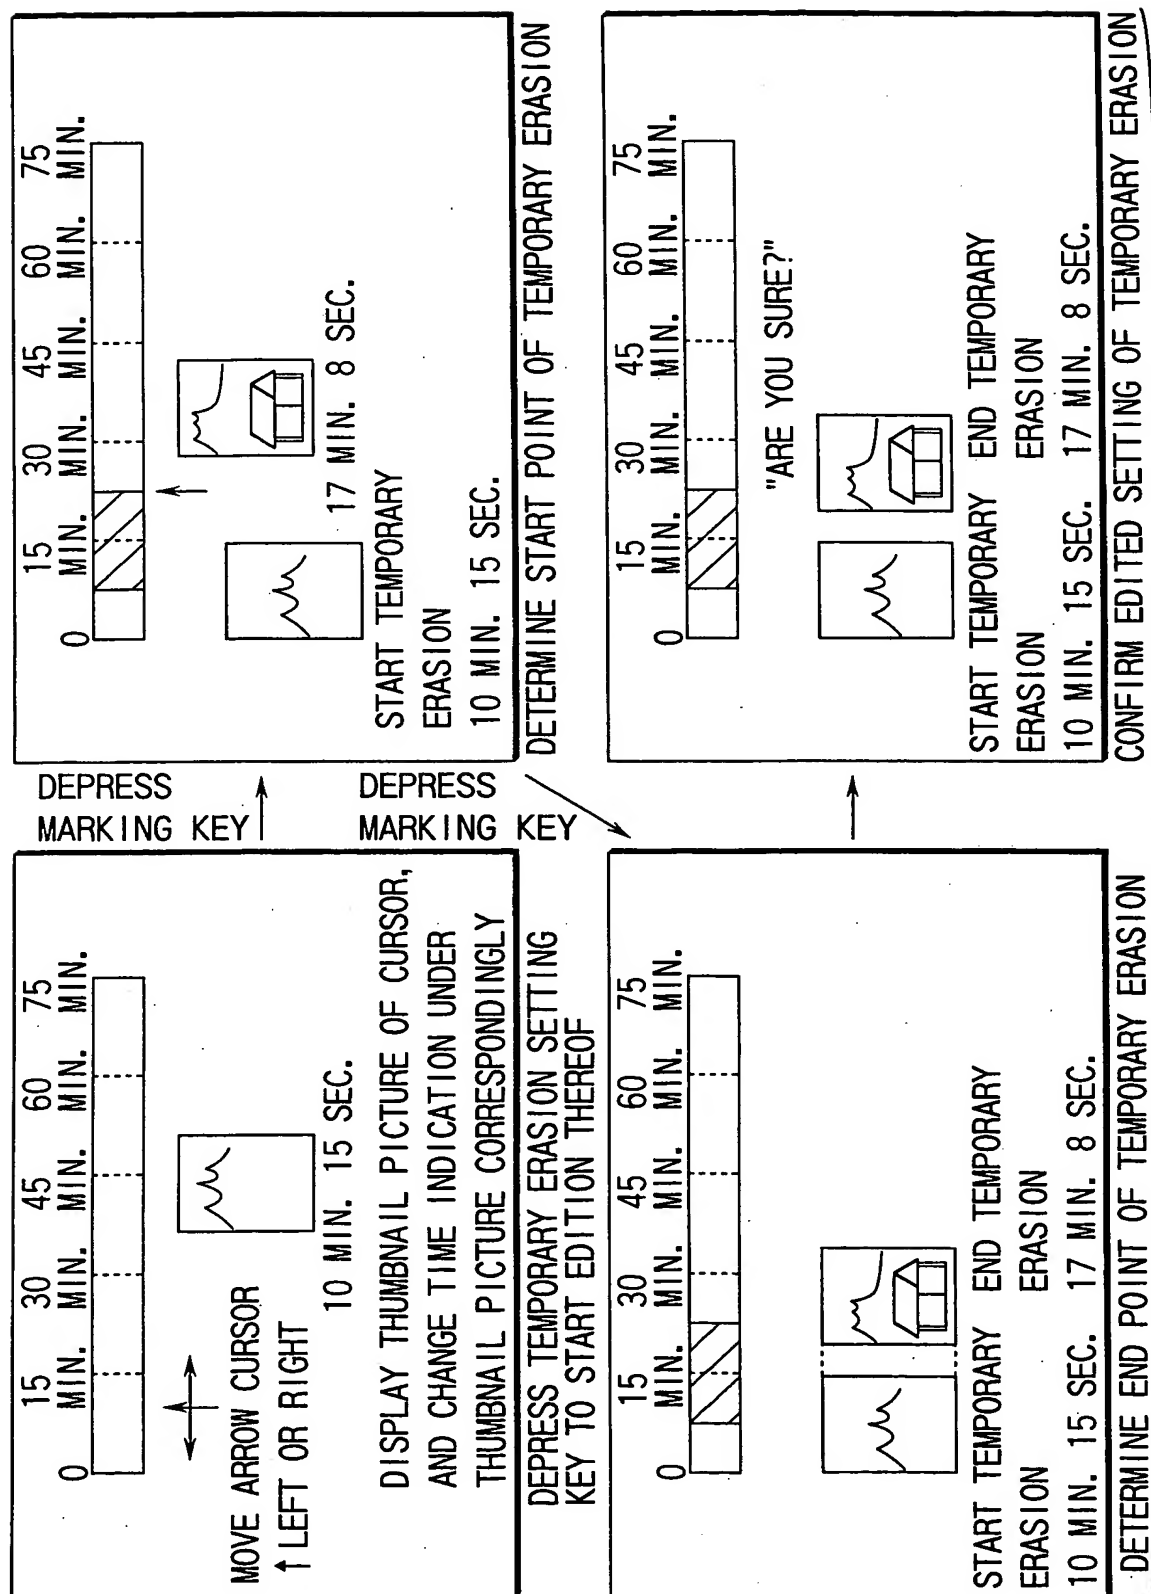 0 15 30 45 60 75
MIN. MIN. MIN. MIN. MIN.
MOVE ARROW CURSOR
↑ LEFT OR RIGHT
10 MIN. 15 SEC.
DISPLAY THUMBNAIL PICTURE OF CURSOR,
AND CHANGE TIME INDICATION UNDER
THUMBNAIL PICTURE CORRESPONDINGLY
DEPRESS TEMPORARY ERASION SETTING
KEY TO START EDITION THEREOF
DEPRESS
MARKING KEY
0 15 30 45 60 75
MIN. MIN. MIN. MIN. MIN.
17 MIN. 8 SEC.
START TEMPORARY
ERASION
10 MIN. 15 SEC.
DETERMINE START POINT OF TEMPORARY ERASION
DEPRESS
MARKING KEY
0 15 30 45 60 75
MIN. MIN. MIN. MIN. MIN.
START TEMPORARY END TEMPORARY
ERASION ERASION
10 MIN. 15 SEC. 17 MIN. 8 SEC.
DETERMINE END POINT OF TEMPORARY ERASION
0 15 30 45 60 75
MIN. MIN. MIN. MIN. MIN.
"ARE YOU SURE?"
START TEMPORARY END TEMPORARY
ERASION ERASION
10 MIN. 15 SEC. 17 MIN. 8 SEC.
CONFIRM EDITED SETTING OF TEMPORARY ERASION